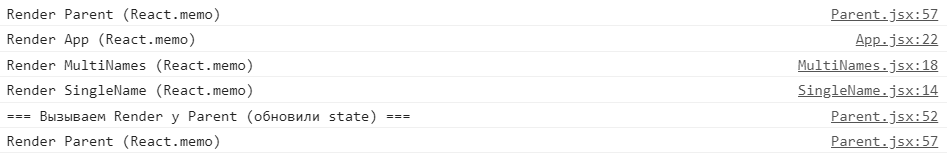 Render Parent (React.memo) Parent.jsx:57
Render App (React.memo) App.jsx:22
Render MultiNames (React.memo) MultiNames.jsx:18
Render SingleName (React.memo) SingleName.jsx:14
=== Вызываем Render у Parent (обновили state) === Parent.jsx:52
Render Parent (React.memo) Parent.jsx:57